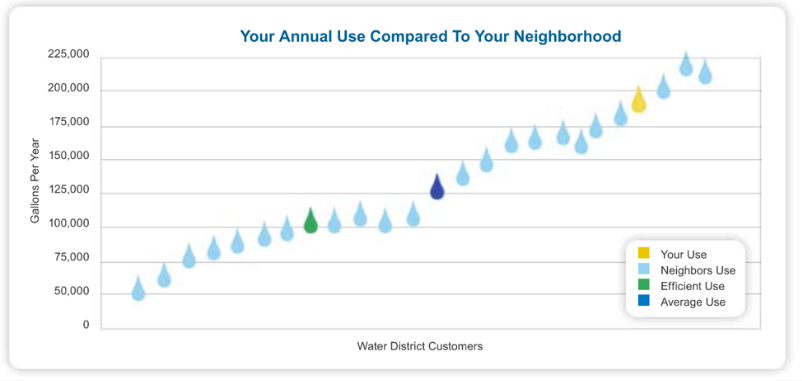 Your Annual Use Compared To Your Neighborhood
225,000
200,000
175,000
150,000
125,000
100,000
75,000
50,000
0
Gallons Per Year
Your Use
Neighbors Use
Efficient Use
Average Use
Water District Customers